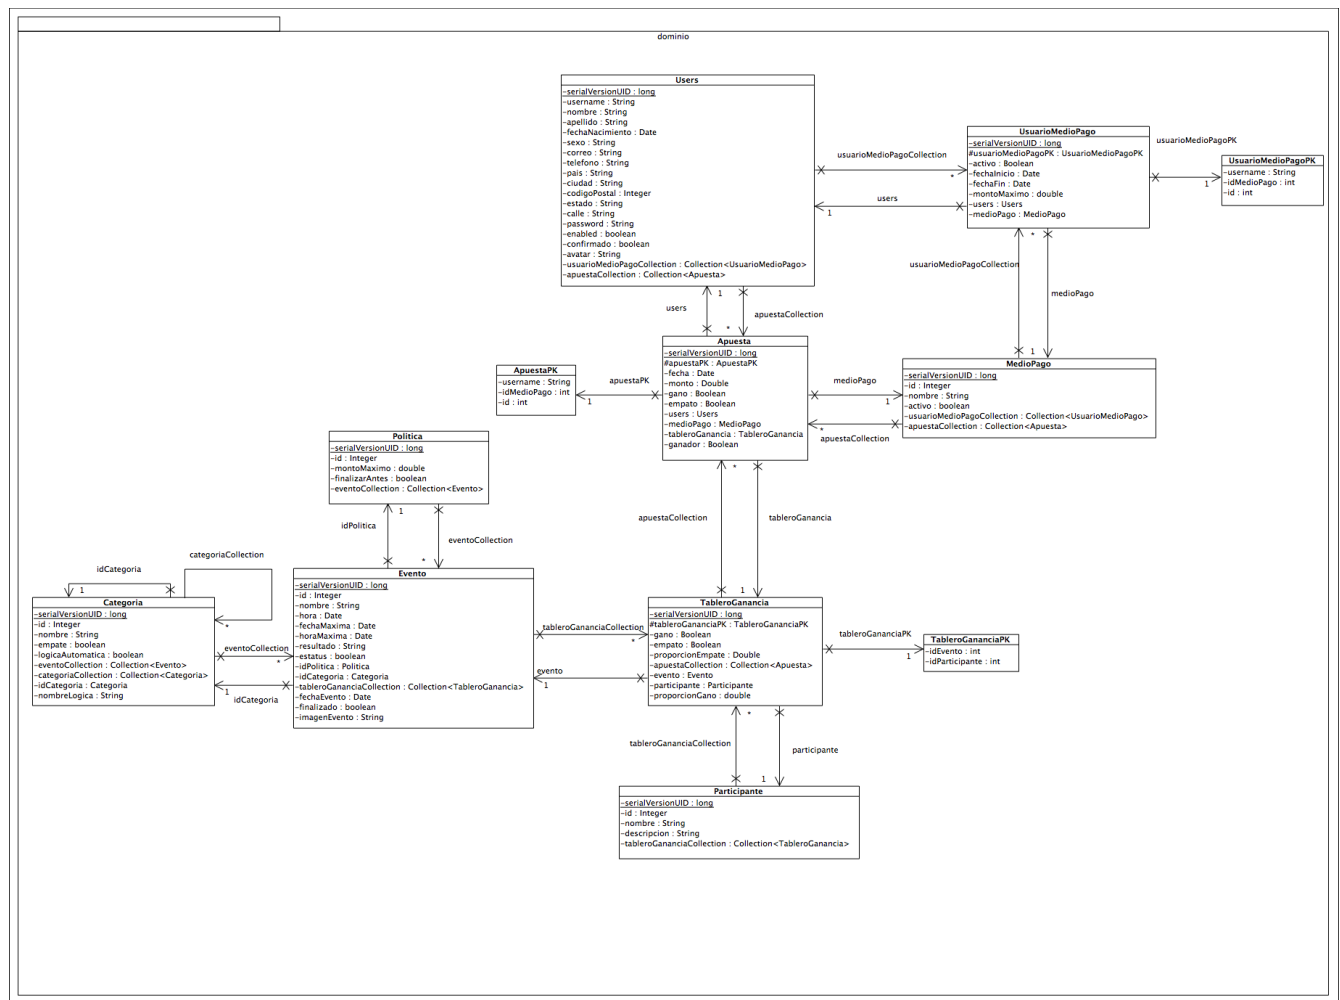 dominio
Users
-serialVersionUID : long
-username : String
-nombre : String
-apellido : String
-fechaNacimiento : Date
-sexo : String
-correo : String
-telefono : String
-pais : String
-ciudad : String
-codigoPostal : Integer
-estado : String
-calle : String
-password : String
-enabled : boolean
-confirmado : boolean
-avatar : String
-usuarioMedioPagoCollection : Collection<UsuarioMedioPago>
-apuestaCollection : Collection<Apuesta>
usuarioMedioPagoCollection
*
users
1
UsuarioMedioPago
-serialVersionUID : long
#usuarioMedioPagoPK : UsuarioMedioPagoPK
-activo : Boolean
-fechaInicio : Date
-fechaFin : Date
-montoMaximo : double
-users : Users
-medioPago : MedioPago
usuarioMedioPagoPK
1
UsuarioMedioPagoPK
-username : String
-idMedioPago : int
-id : int
*
usuarioMedioPagoCollection
medioPago
1
users
1
apuestaCollection
*
Apuesta
-serialVersionUID : long
#apuestaPK : ApuestaPK
-fecha : Date
-monto : Double
-gano : Boolean
-empato : Boolean
-users : Users
-medioPago : MedioPago
-tableroGanancia : TableroGanancia
-ganador : Boolean
ApuestaPK
-username : String
-idMedioPago : int
-id : int
apuestaPK
1
medioPago
1
*
apuestaCollection
MedioPago
-serialVersionUID : long
-id : Integer
-nombre : String
-activo : boolean
-usuarioMedioPagoCollection : Collection<UsuarioMedioPago>
-apuestaCollection : Collection<Apuesta>
Politica
-serialVersionUID : long
-id : Integer
-montoMaximo : double
-finalizarAntes : boolean
-eventoCollection : Collection<Evento>
*
apuestaCollection
tableroGanancia
1
1
idPolitica
eventoCollection
*
categoriaCollection
*
idCategoria
1
Categoria
-serialVersionUID : long
-id : Integer
-nombre : String
-empate : boolean
-logicaAutomatica : boolean
-eventoCollection : Collection<Evento>
-categoriaCollection : Collection<Categoria>
-idCategoria : Categoria
-nombreLogica : String
eventoCollection
*
1
idCategoria
Evento
-serialVersionUID : long
-id : Integer
-nombre : String
-hora : Date
-fechaMaxima : Date
-horaMaxima : Date
-resultado : String
-estatus : boolean
-idPolitica : Politica
-idCategoria : Categoria
-tableroGananciaCollection : Collection<TableroGanancia>
-fechaEvento : Date
-finalizado : boolean
-imagenEvento : String
tableroGananciaCollection
*
evento
1
TableroGanancia
-serialVersionUID : long
#tableroGananciaPK : TableroGananciaPK
-gano : Boolean
-empato : Boolean
-proporcionEmpate : Double
-apuestaCollection : Collection<Apuesta>
-evento : Evento
-participante : Participante
-proporcionGano : double
tableroGananciaPK
1
TableroGananciaPK
-idEvento : int
-idParticipante : int
*
tableroGananciaCollection
participante
1
Participante
-serialVersionUID : long
-id : Integer
-nombre : String
-descripcion : String
-tableroGananciaCollection : Collection<TableroGanancia>